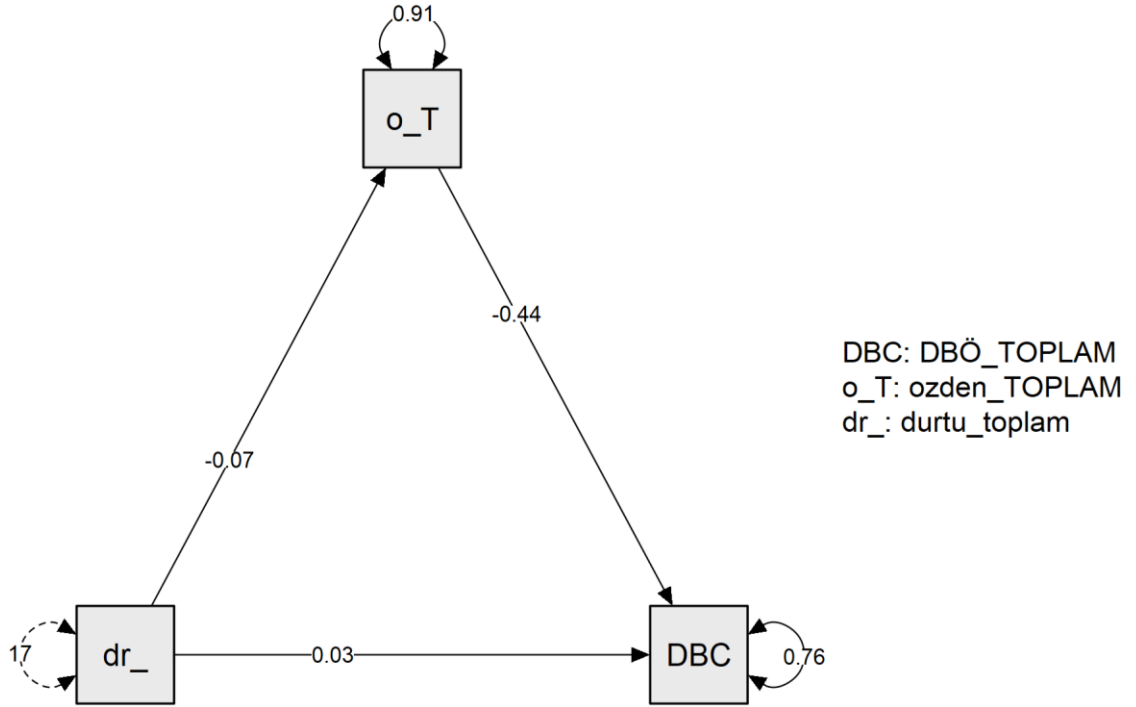 0.91
o_T
-0.44
DBC: DBÖ_TOPLAM
o_T: ozden_TOPLAM
dr_: durtu_toplam
-0.07
17
dr_
0.03
DBC
0.76